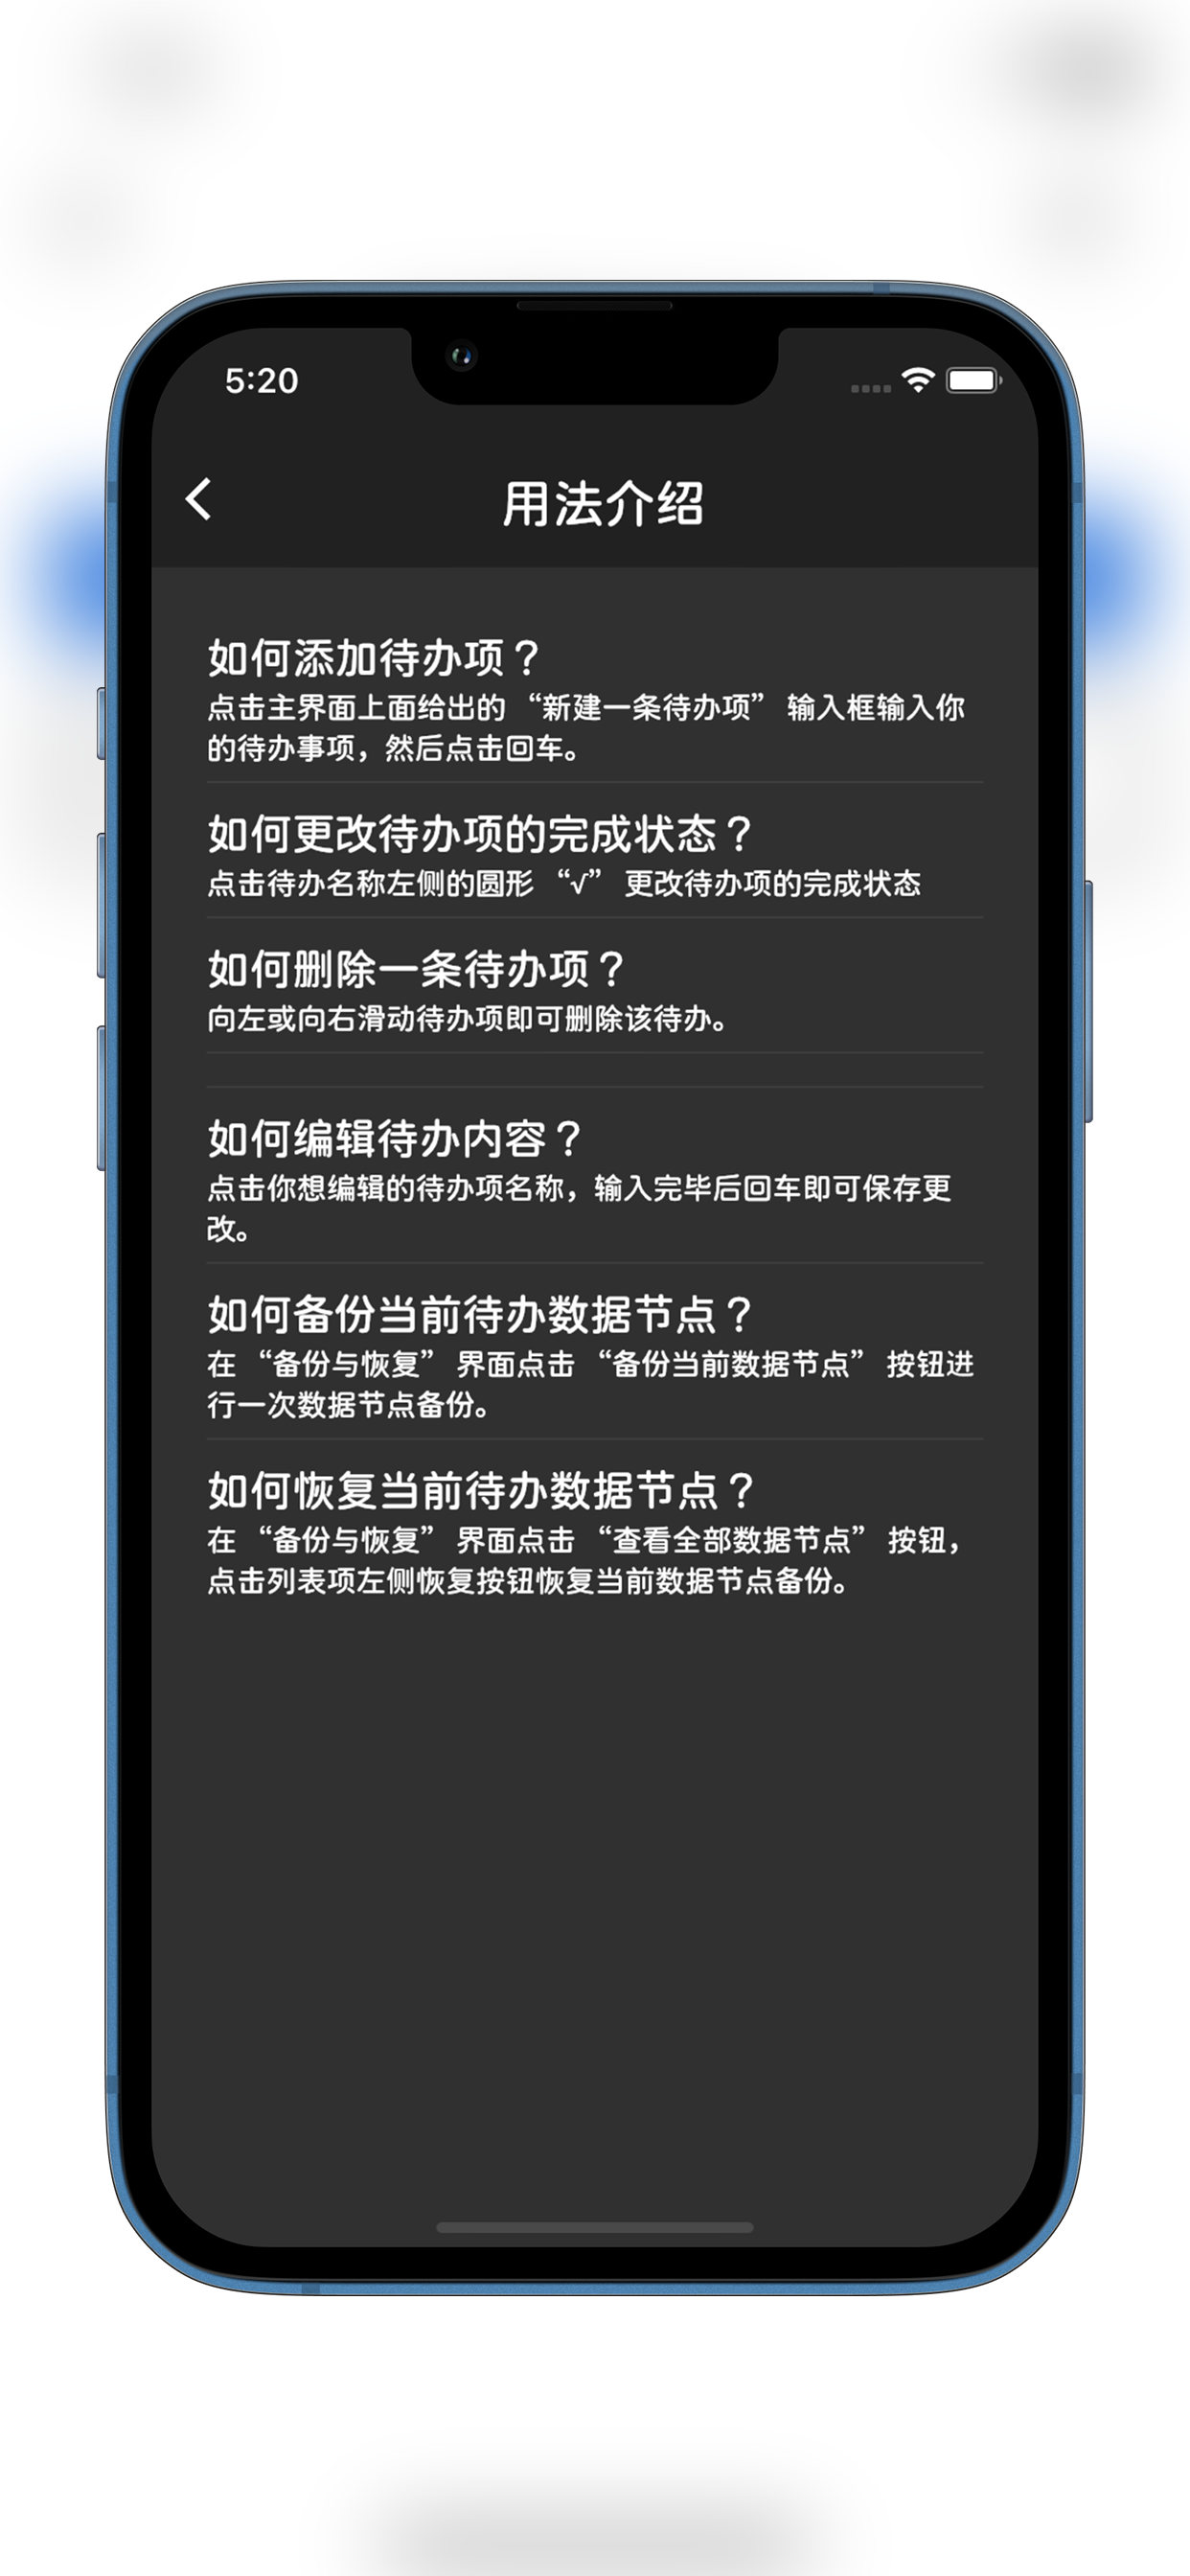 5:20
用法介绍
如何添加待办项？
点击主界面上面给出的“新建一条待办项”输入框输入你
的待办事项，然后点击回车。
如何更改待办项的完成状态？
点击待办名称左侧的圆形“√”更改待办项的完成状态
如何删除一条待办项？
向左或向右滑动待办项即可删除该待办。
如何编辑待办内容？
点击你想编辑的待办项名称，输入完毕后回车即可保存更
改。
如何备份当前待办数据节点？
在“备份与恢复”界面点击“备份当前数据节点”按钮进
行一次数据节点备份。
如何恢复当前待办数据节点？
在“备份与恢复”界面点击“查看全部数据节点”按钮，
点击列表项左侧恢复按钮恢复当前数据节点备份。